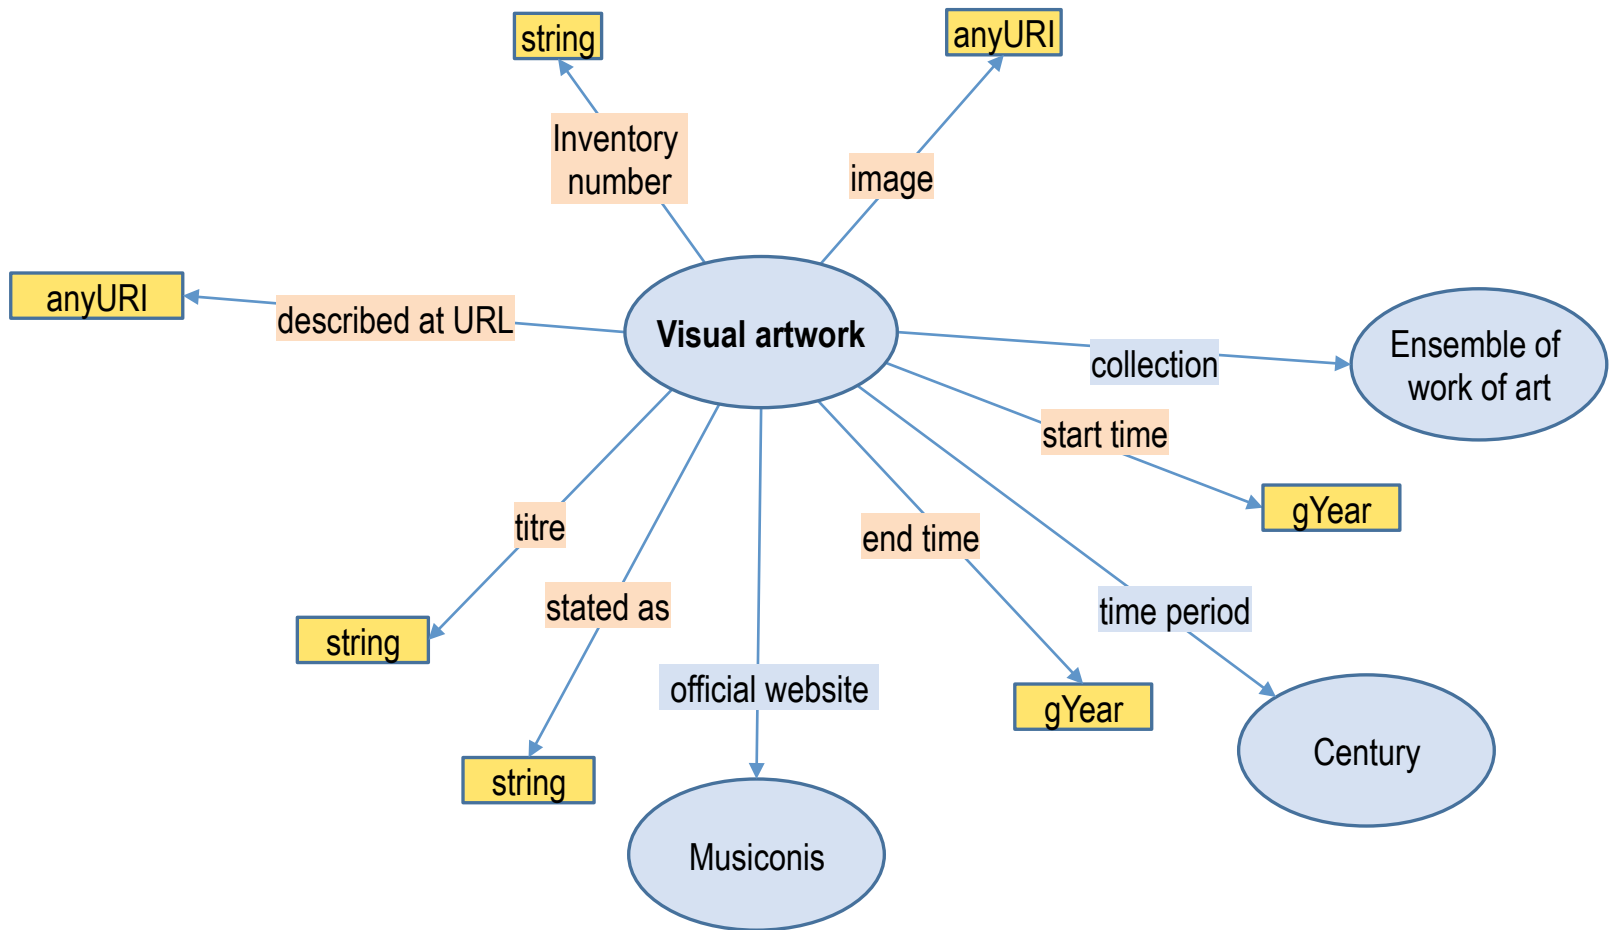 string
anyURI
Inventory
number
image
anyURI
described at URL
Visual artwork
collection
Ensemble of
work of art
start time
gYear
titre
end time
stated as
time period
string
official website
gYear
Century
string
Musiconis